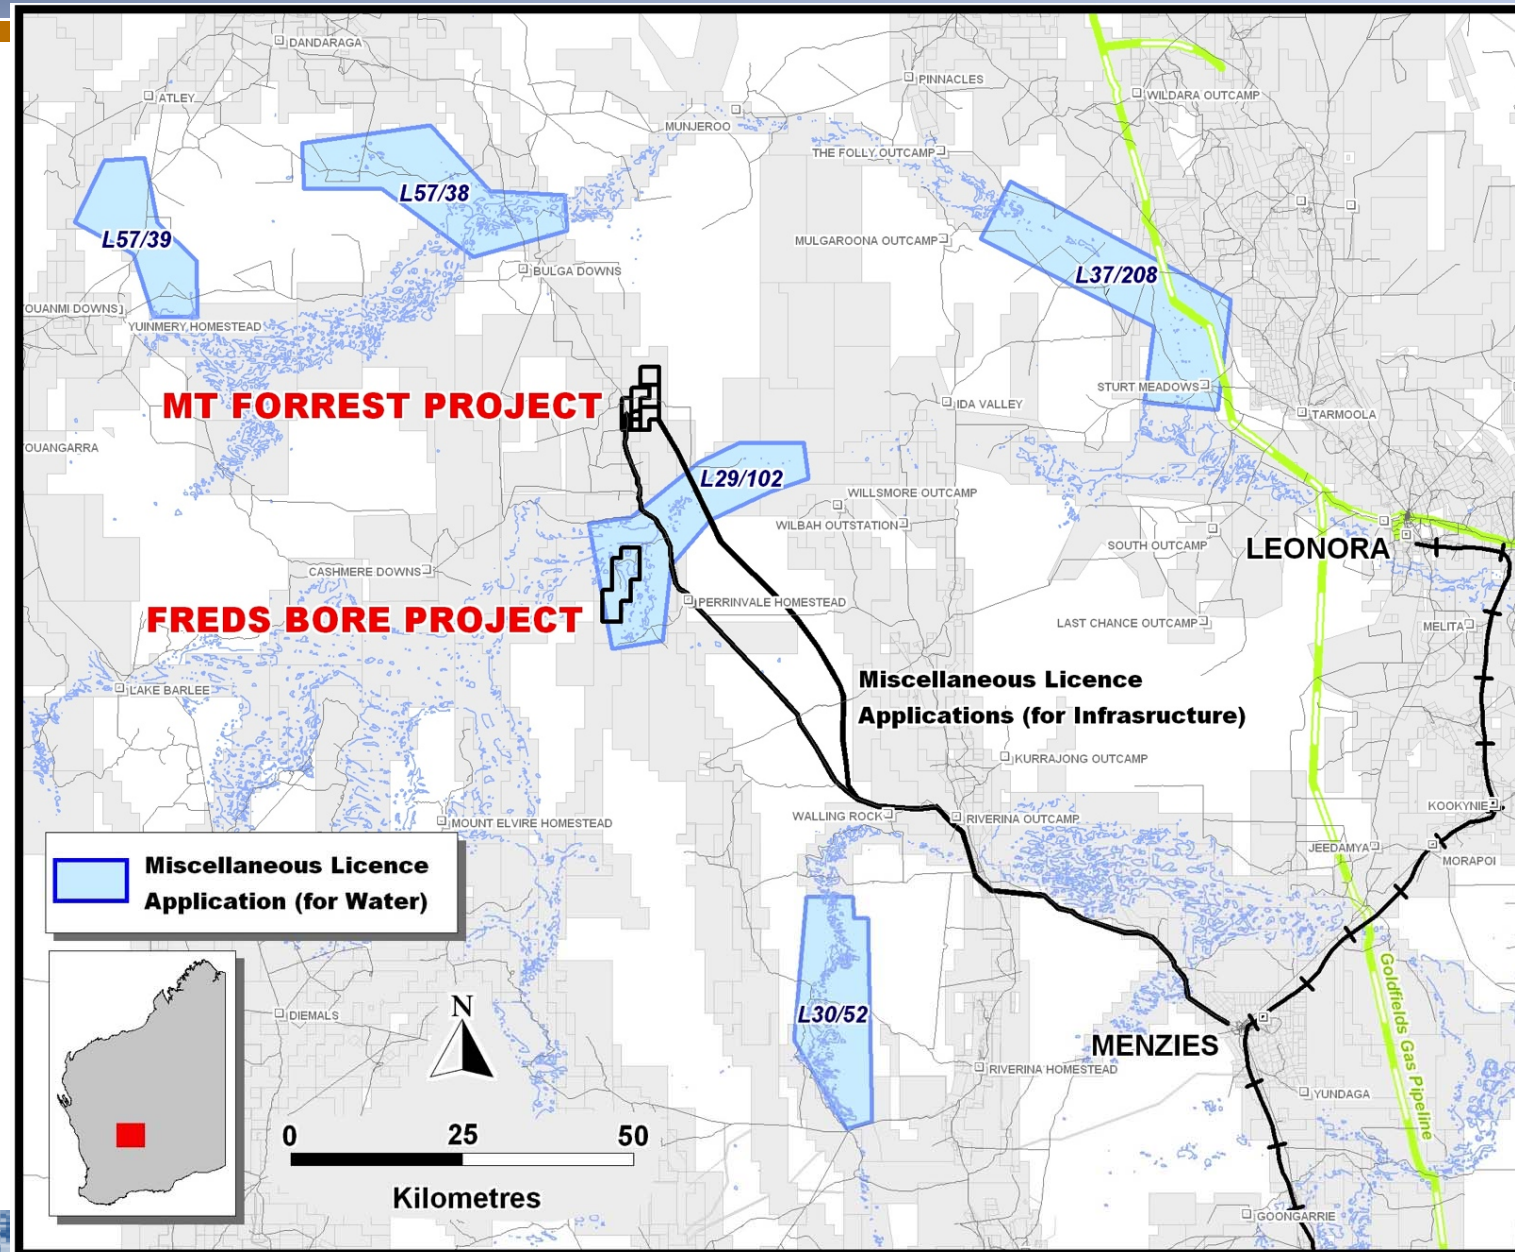 DANDARAGA
PINNACLES
ATLEY
WILDARA OUTCAMP
MUNJEROO
THE FOLLY OUTCAMP
L57/38
L57/39
MULGAROONA OUTCAMP
BULGA DOWNS
L37/208
OUANMI DOWNS
YUINMERY HOMESTEAD
MT FORREST PROJECT
STURT MEADOWS
IDA VALLEY
TARMOOLA
OUANGARRA
L29/102
WILLSMORE OUTCAMP
WILBAH OUTSTATION
SOUTH OUTCAMP
LEONORA
CASHMERE DOWNS
PERRINVALE HOMESTEAD
FREDS BORE PROJECT
LAST CHANCE OUTCAMP
MELITA
LAKE BARLEE
Miscellaneous Licence
Applications (for Infrasructure)
KURRAJONG OUTCAMP
KOOKYNIE
WALLING ROCK
RIVERINA OUTCAMP
MOUNT ELVIRE HOMESTEAD
JEEDAMYA
MORAPOI
Miscellaneous Licence
Application (for Water)
Goldfields Gas Pipeline
DIEMALS
N
L30/52
MENZIES
RIVERINA HOMESTEAD
YUNDAGA
0 25 50
Kilometres
GOONGARRIE